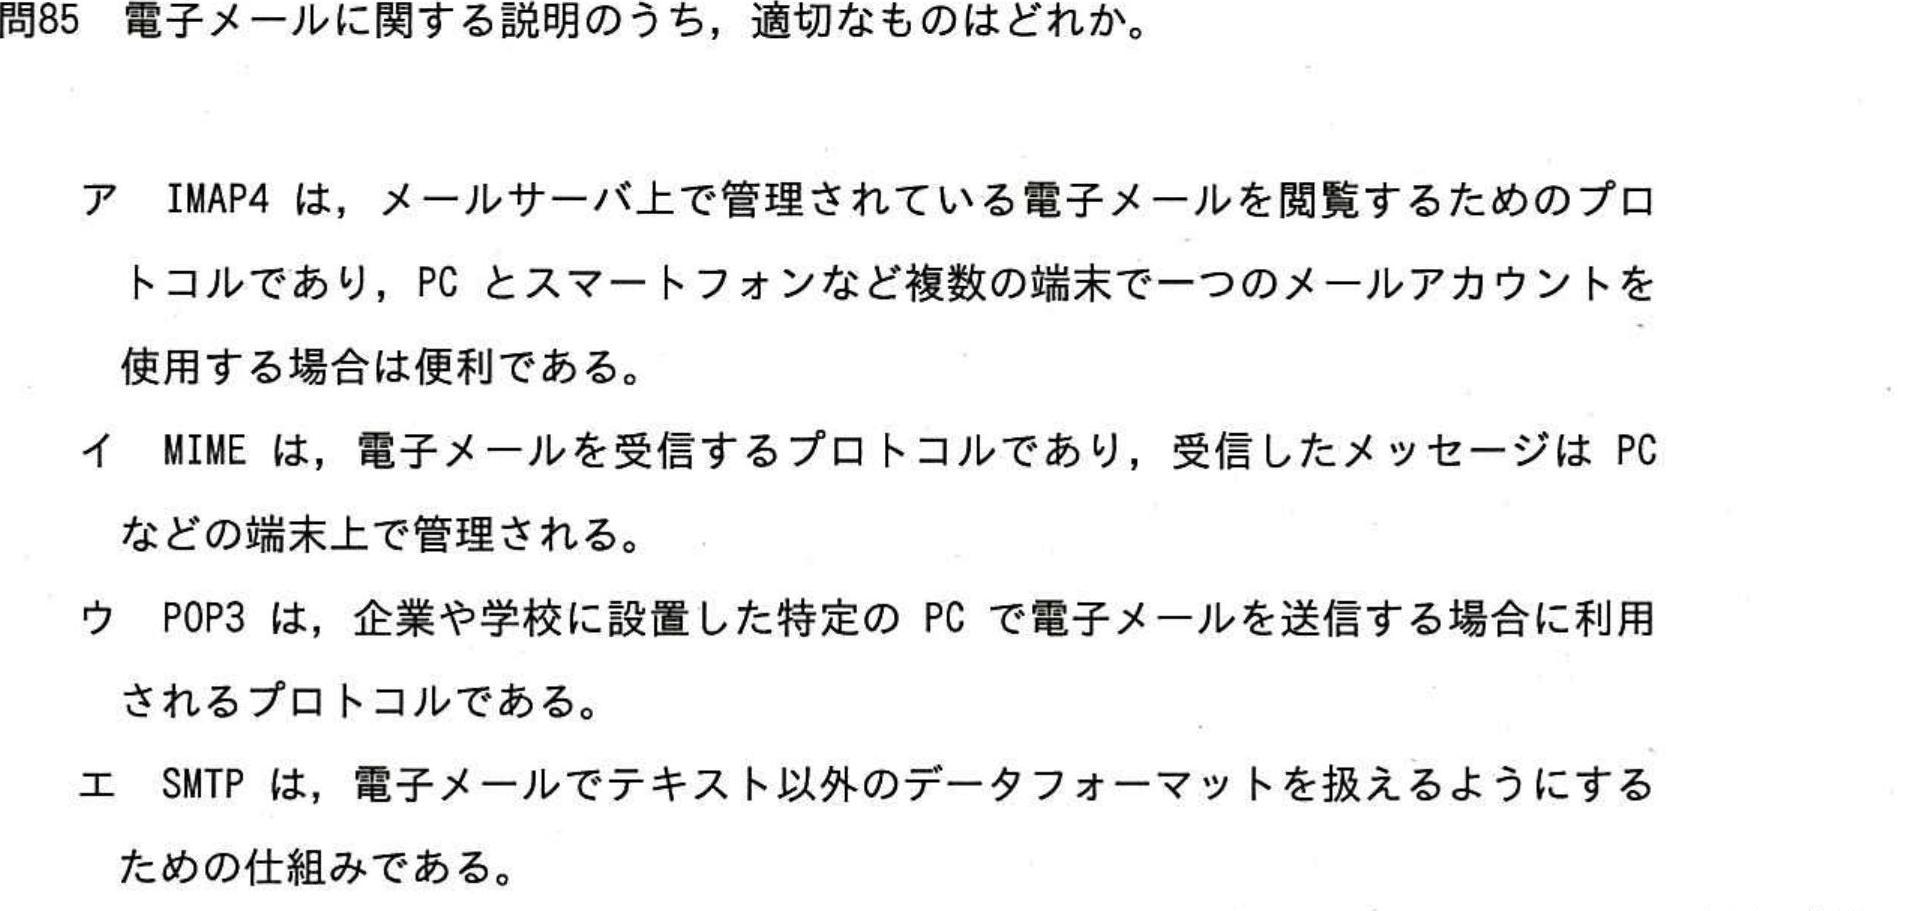 問85 電子メールに関する説明のうち，適切なものはどれか。
ア IMAP4 は，メールサーバ上で管理されている電子メールを閲覧するためのプロ
トコルであり，PC とスマートフォンなど複数の端末で一つのメールアカウントを
使用する場合は便利である。
イ MIME は，電子メールを受信するプロトコルであり，受信したメッセージは PC
などの端末上で管理される。
ウ POP3 は，企業や学校に設置した特定の PC で電子メールを送信する場合に利用
されるプロトコルである。
エ SMTP は，電子メールでテキスト以外のデータフォーマットを扱えるようにする
ための仕組みである。